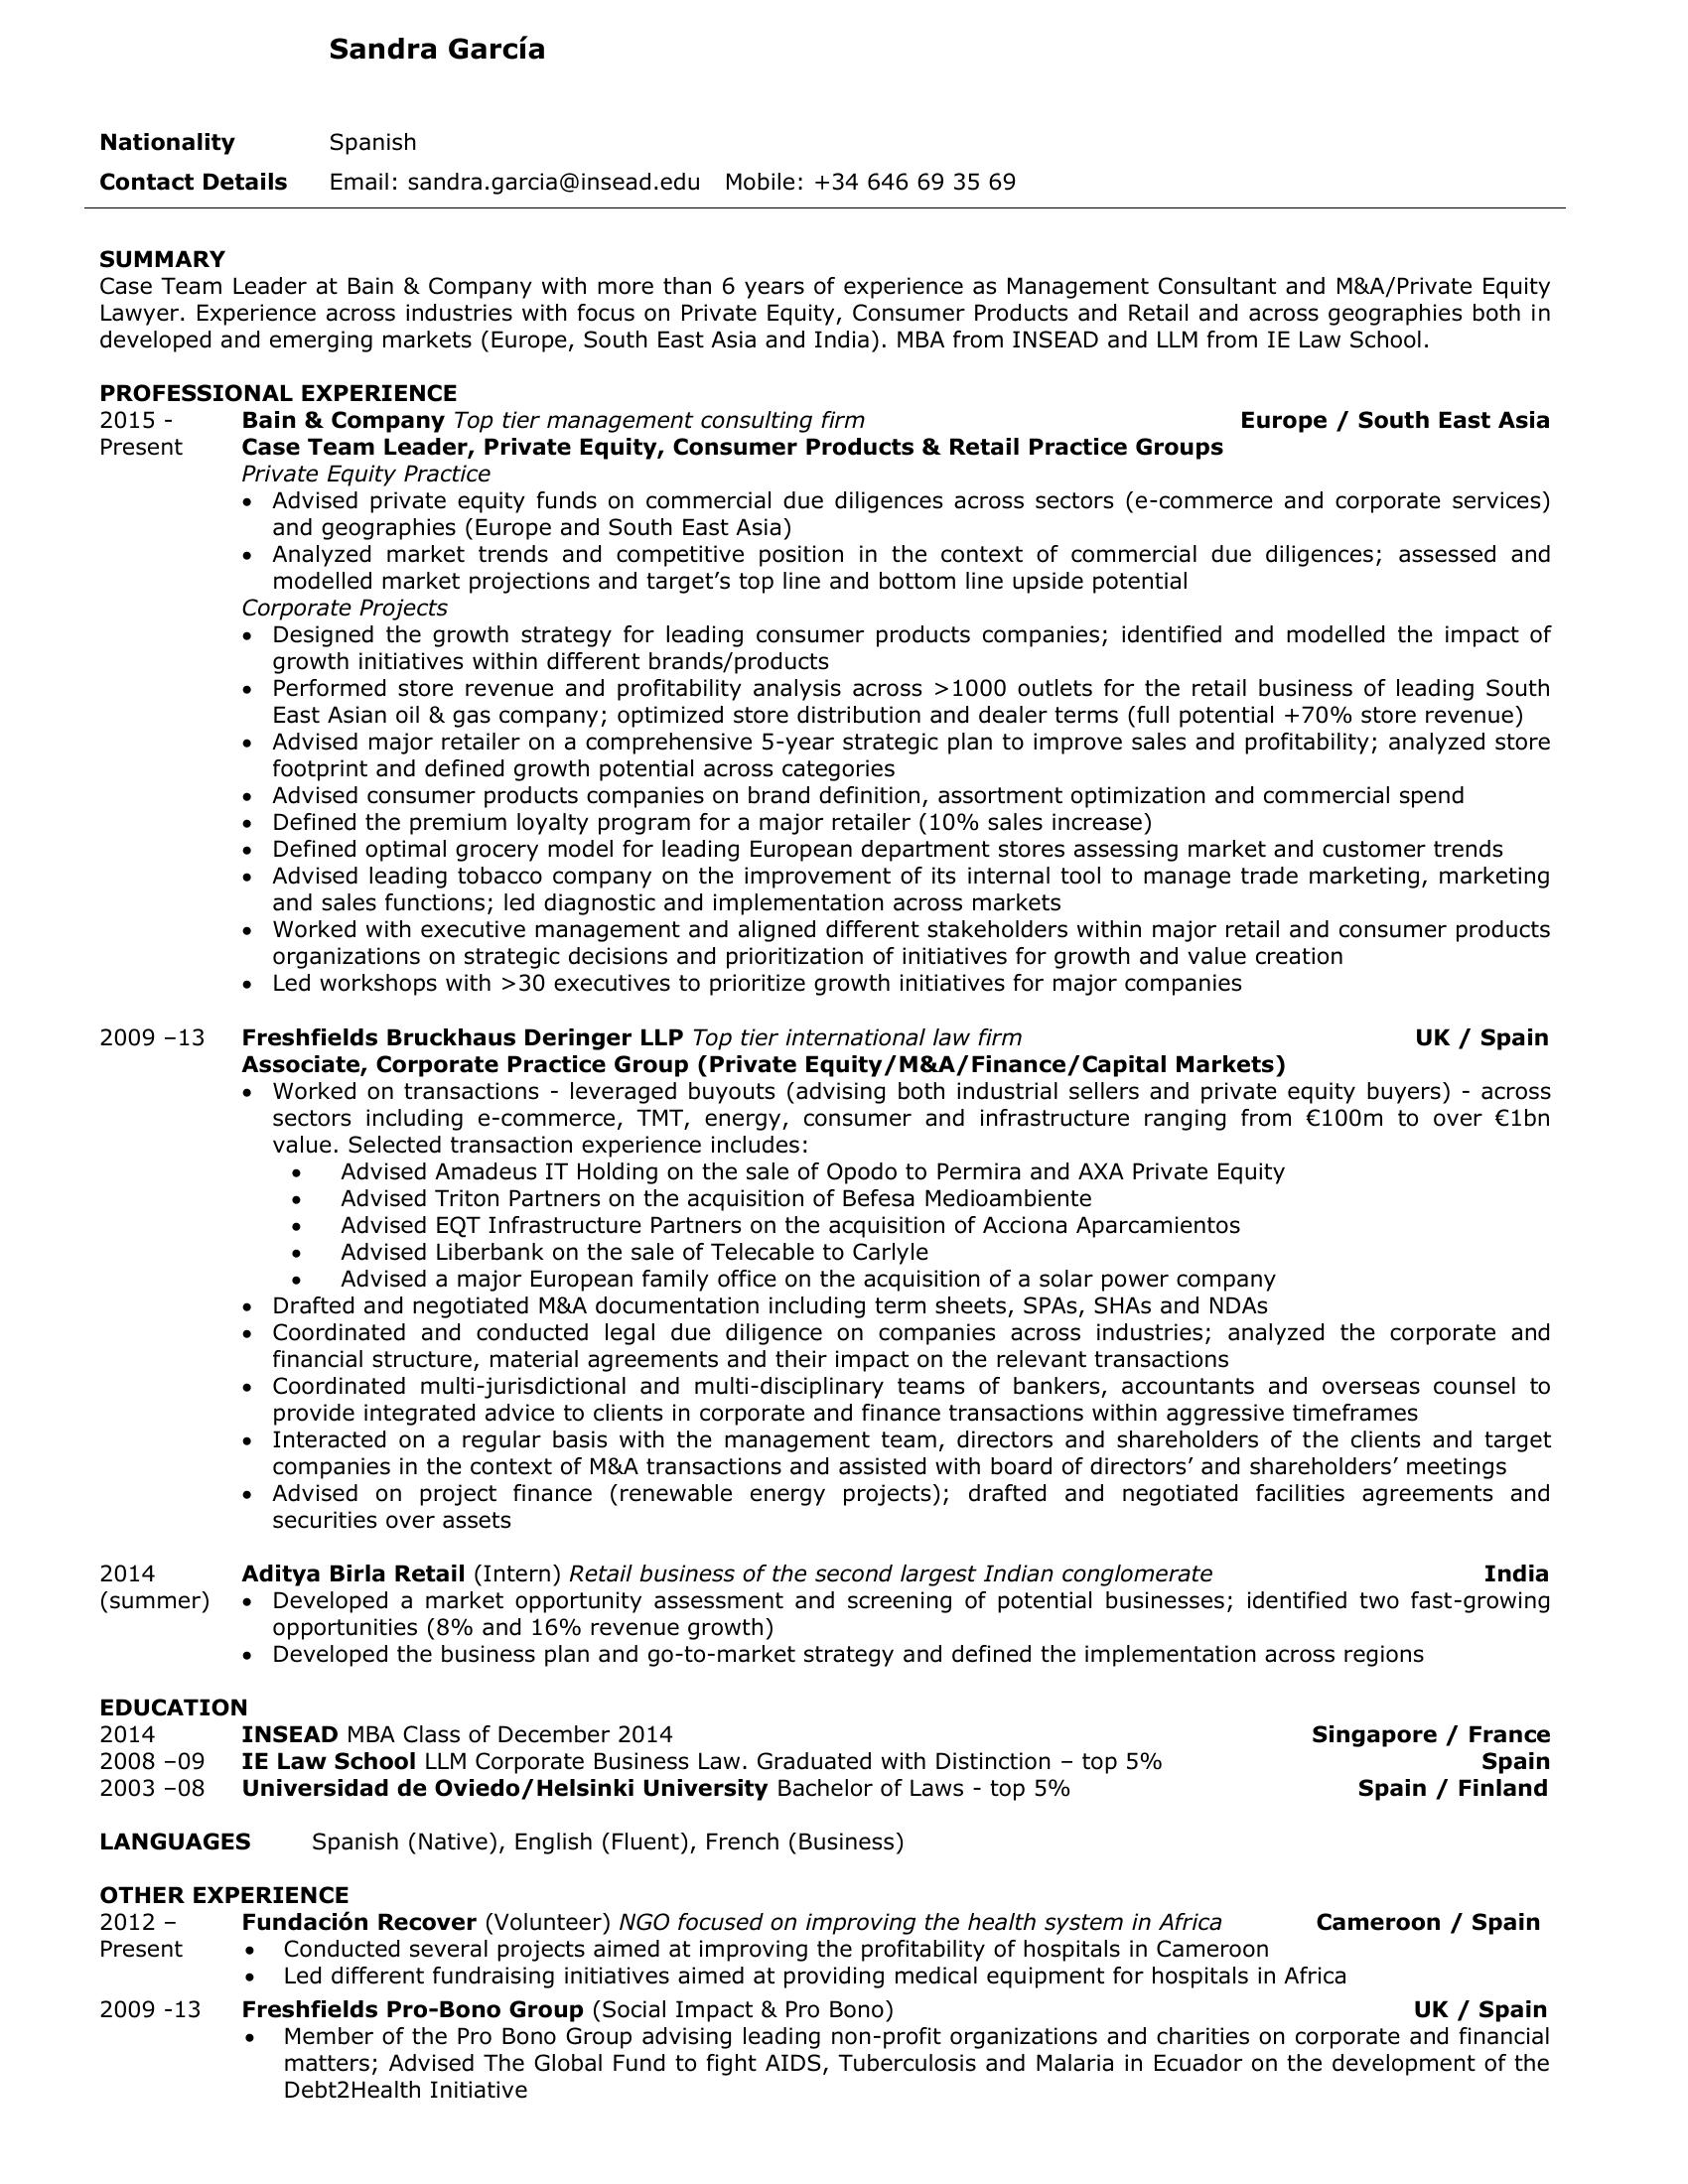 Sandra García
Nationality Spanish
Contact Details Email: sandra.garcia@insead.edu Mobile: +34 646 69 35 69
SUMMARY
Case Team Leader at Bain & Company with more than 6 years of experience as Management Consultant and M&A/Private Equity
Lawyer. Experience across industries with focus on Private Equity, Consumer Products and Retail and across geographies both in
developed and emerging markets (Europe, South East Asia and India). MBA from INSEAD and LLM from IE Law School.
PROFESSIONAL EXPERIENCE
2015 - Bain & Company Top tier management consulting firm Europe / South East Asia
Present Case Team Leader, Private Equity, Consumer Products & Retail Practice Groups
Private Equity Practice
• Advised private equity funds on commercial due diligences across sectors (e-commerce and corporate services)
and geographies (Europe and South East Asia)
• Analyzed market trends and competitive position in the context of commercial due diligences; assessed and
modelled market projections and target’s top line and bottom line upside potential
Corporate Projects
• Designed the growth strategy for leading consumer products companies; identified and modelled the impact of
growth initiatives within different brands/products
• Performed store revenue and profitability analysis across >1000 outlets for the retail business of leading South
East Asian oil & gas company; optimized store distribution and dealer terms (full potential +70% store revenue)
• Advised major retailer on a comprehensive 5-year strategic plan to improve sales and profitability; analyzed store
footprint and defined growth potential across categories
• Advised consumer products companies on brand definition, assortment optimization and commercial spend
• Defined the premium loyalty program for a major retailer (10% sales increase)
• Defined optimal grocery model for leading European department stores assessing market and customer trends
• Advised leading tobacco company on the improvement of its internal tool to manage trade marketing, marketing
and sales functions; led diagnostic and implementation across markets
• Worked with executive management and aligned different stakeholders within major retail and consumer products
organizations on strategic decisions and prioritization of initiatives for growth and value creation
• Led workshops with >30 executives to prioritize growth initiatives for major companies
2009 –13 Freshfields Bruckhaus Deringer LLP Top tier international law firm UK / Spain
Associate, Corporate Practice Group (Private Equity/M&A/Finance/Capital Markets)
• Worked on transactions - leveraged buyouts (advising both industrial sellers and private equity buyers) - across
sectors including e-commerce, TMT, energy, consumer and infrastructure ranging from €100m to over €1bn
value. Selected transaction experience includes:
• Advised Amadeus IT Holding on the sale of Opodo to Permira and AXA Private Equity
• Advised Triton Partners on the acquisition of Befesa Medioambiente
• Advised EQT Infrastructure Partners on the acquisition of Acciona Aparcamientos
• Advised Liberbank on the sale of Telecable to Carlyle
• Advised a major European family office on the acquisition of a solar power company
• Drafted and negotiated M&A documentation including term sheets, SPAs, SHAs and NDAs
• Coordinated and conducted legal due diligence on companies across industries; analyzed the corporate and
financial structure, material agreements and their impact on the relevant transactions
• Coordinated multi-jurisdictional and multi-disciplinary teams of bankers, accountants and overseas counsel to
provide integrated advice to clients in corporate and finance transactions within aggressive timeframes
• Interacted on a regular basis with the management team, directors and shareholders of the clients and target
companies in the context of M&A transactions and assisted with board of directors’ and shareholders’ meetings
• Advised on project finance (renewable energy projects); drafted and negotiated facilities agreements and
securities over assets
2014 Aditya Birla Retail (Intern) Retail business of the second largest Indian conglomerate India
(summer) • Developed a market opportunity assessment and screening of potential businesses; identified two fast-growing
opportunities (8% and 16% revenue growth)
• Developed the business plan and go-to-market strategy and defined the implementation across regions
EDUCATION
2014 INSEAD MBA Class of December 2014 Singapore / France
2008 –09 IE Law School LLM Corporate Business Law. Graduated with Distinction – top 5% Spain
2003 –08 Universidad de Oviedo/Helsinki University Bachelor of Laws - top 5% Spain / Finland
LANGUAGES Spanish (Native), English (Fluent), French (Business)
OTHER EXPERIENCE
2012 – Fundación Recover (Volunteer) NGO focused on improving the health system in Africa Cameroon / Spain
Present • Conducted several projects aimed at improving the profitability of hospitals in Cameroon
• Led different fundraising initiatives aimed at providing medical equipment for hospitals in Africa
2009 -13 Freshfields Pro-Bono Group (Social Impact & Pro Bono) UK / Spain
• Member of the Pro Bono Group advising leading non-profit organizations and charities on corporate and financial
matters; Advised The Global Fund to fight AIDS, Tuberculosis and Malaria in Ecuador on the development of the
Debt2Health Initiative